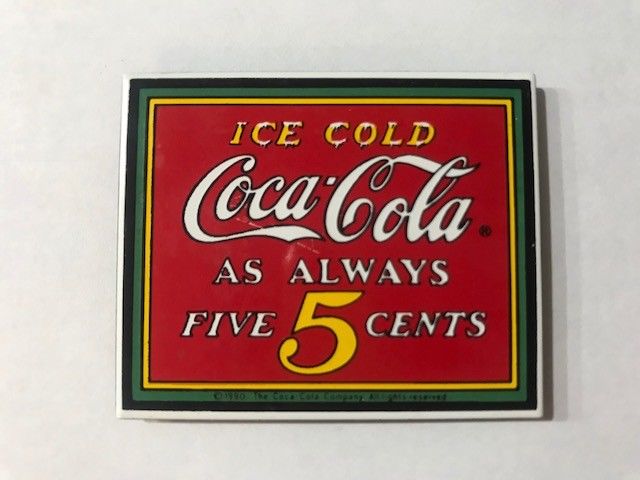 ICE COLD
Coca-Cola®
AS ALWAYS
FIVE 5 CENTS
© 1990 The Coca Cola Company All rights reserved